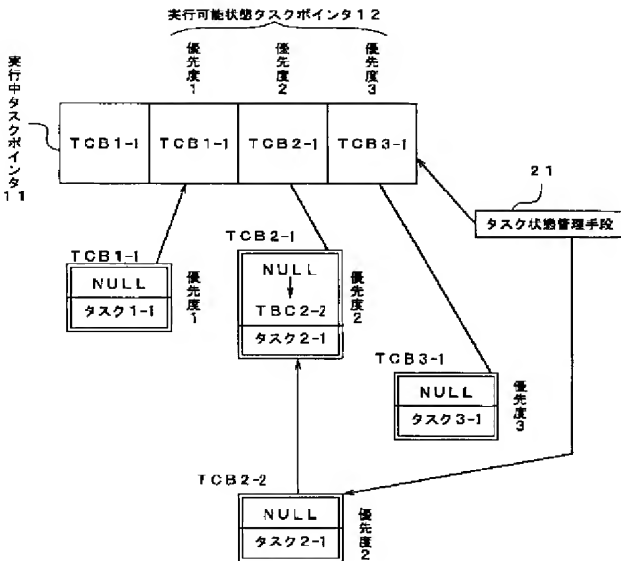 実行可能状態タスクポインタ12
優先度1
優先度2
優先度3
実行中タスクポインタ11
TCB1-1
TCB1-1
TCB2-1
TCB3-1
21
タスク状態管理手段
TCB1-1
NULL
タスク1-1
優先度1
TCB2-1
NULL
TBC2-2
タスク2-1
優先度2
TCB3-1
NULL
タスク3-1
優先度3
TCB2-2
NULL
タスク2-1
優先度2